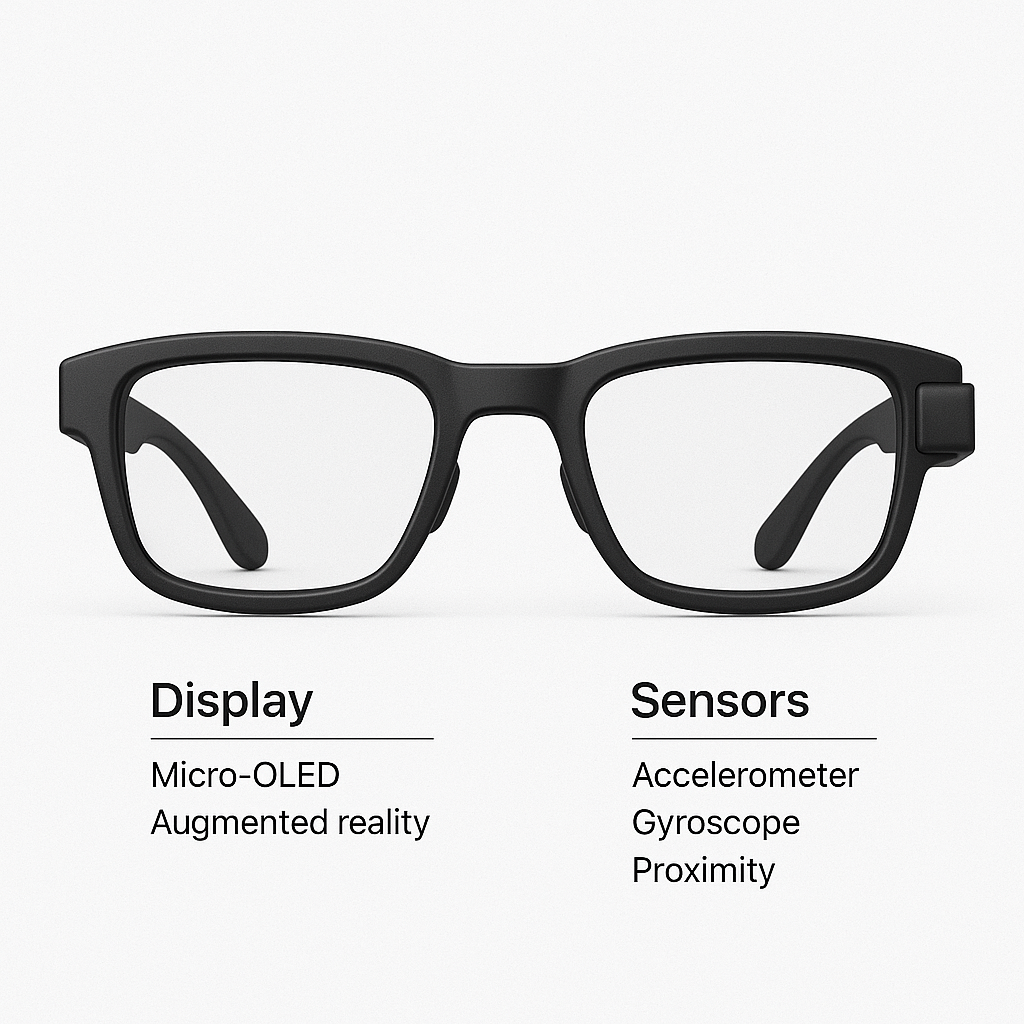 Display
Micro-OLED
Augmented reality
Sensors
Accelerometer
Gyroscope
Proximity